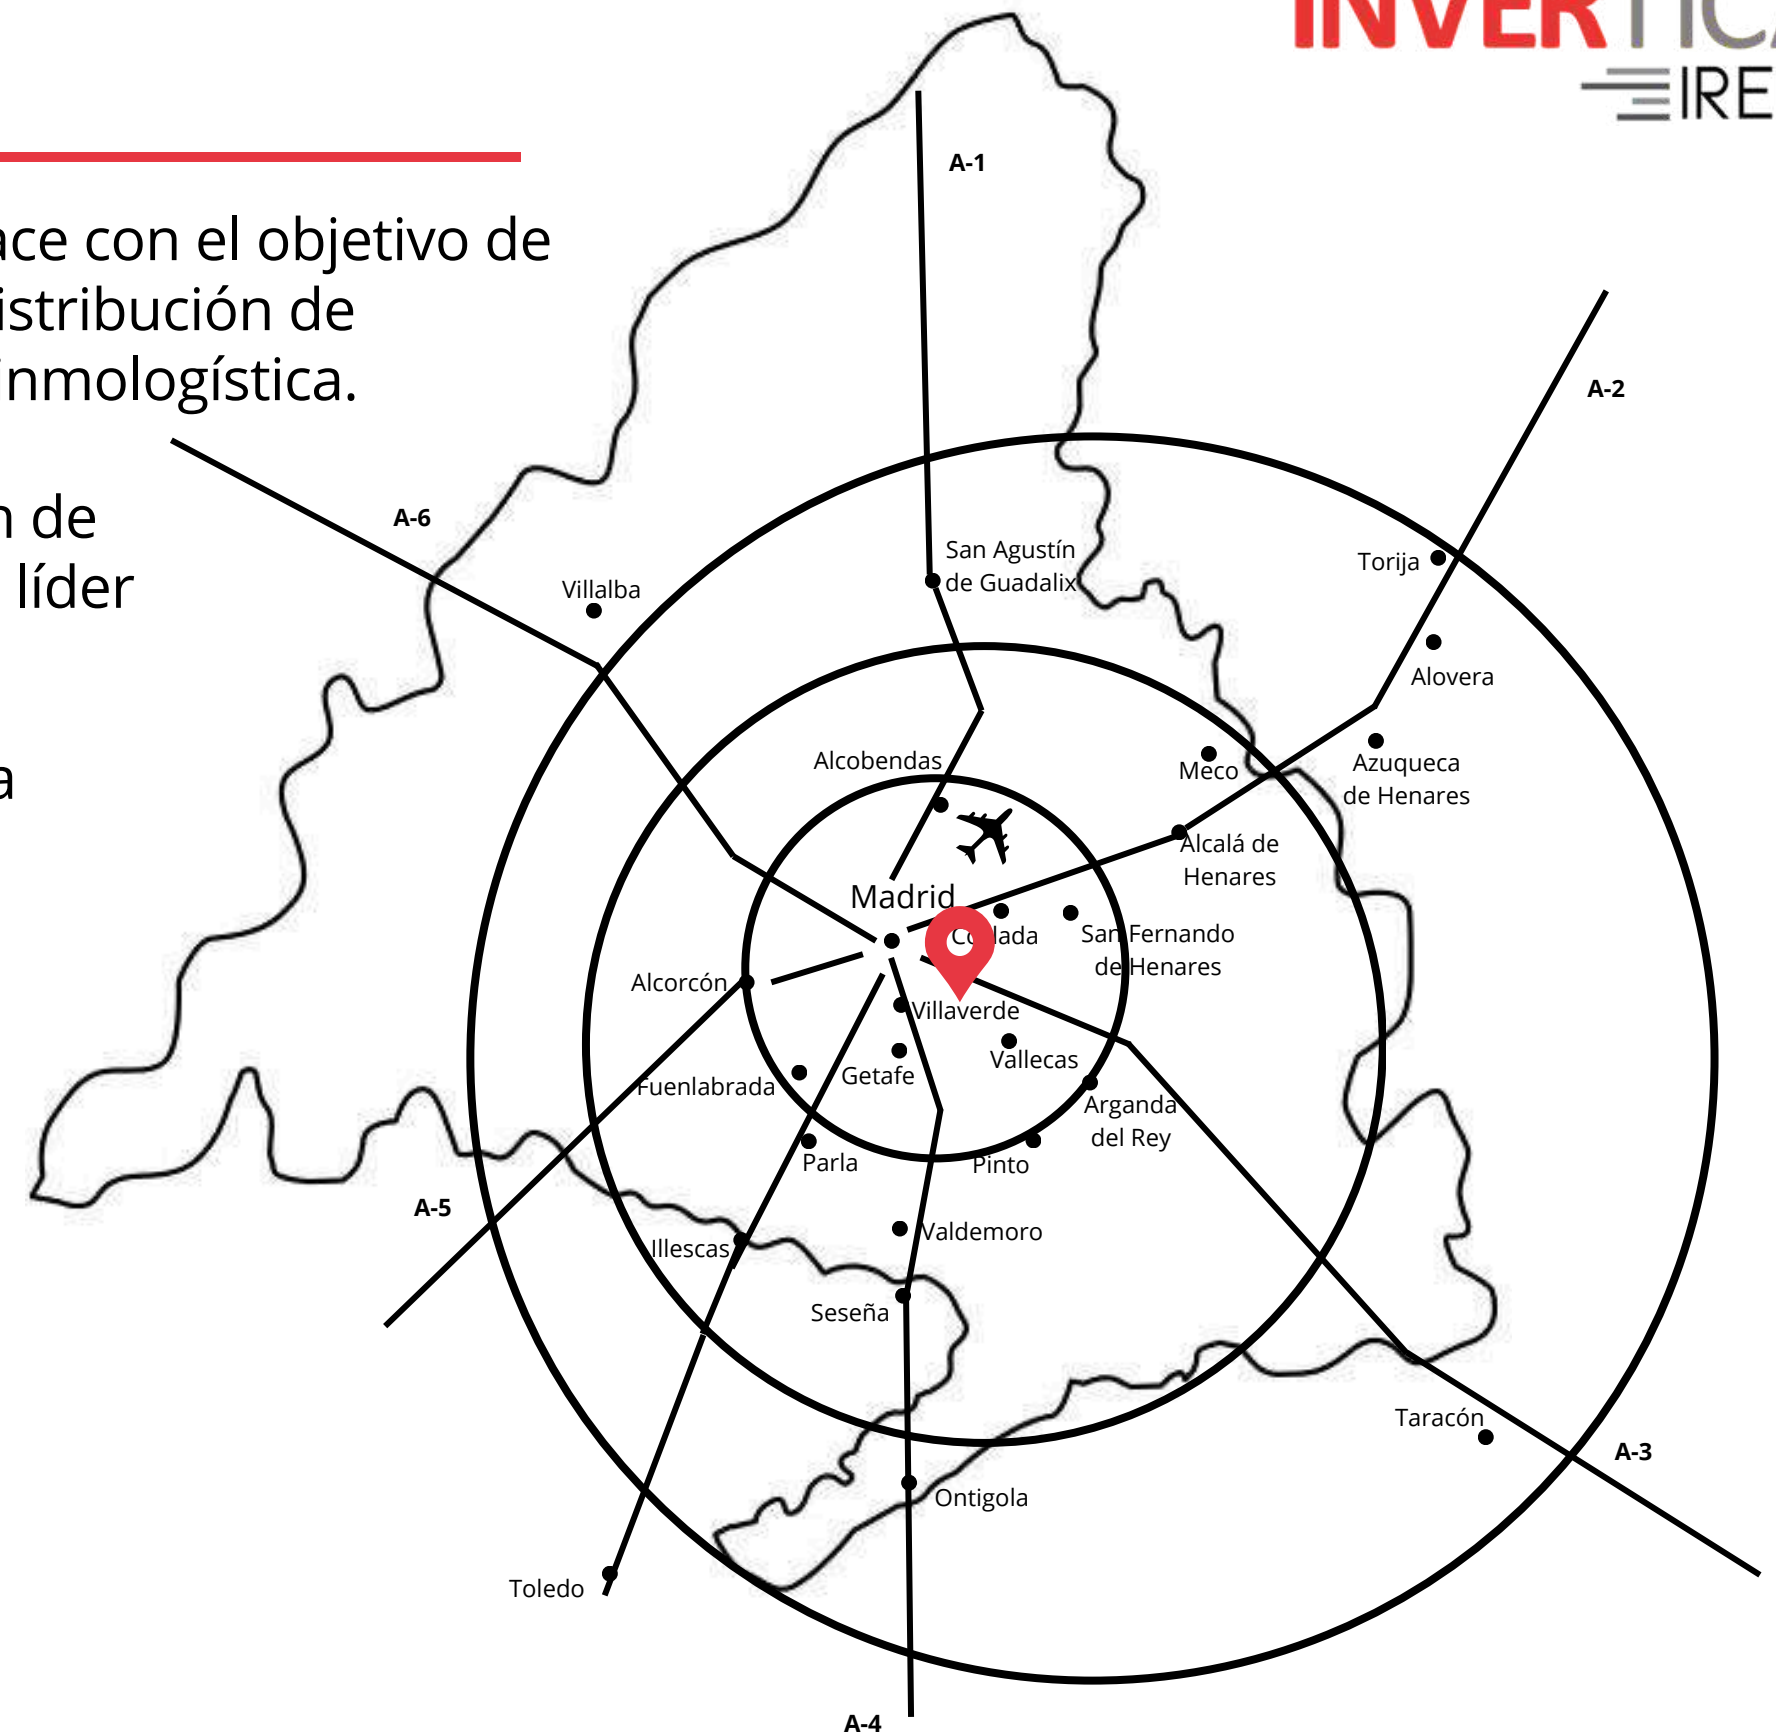 INVERTICA
IRE
ace con el objetivo de
istribución de
inmologística.
n de
líder
a
A-1
A-2
A-6
San Agustín
de Guadalix
Torija
Villalba
Alovera
Alcobendas
Meco
Azuqueca
de Henares
Alcalá de
Henares
Madrid
San Fernando
de Henares
Alcorcón
Villaverde
Vallecas
Getafe
Fuenlabrada
Arganda
del Rey
Parla
Pinto
A-5
Valdemoro
Illescas
Seseña
Taracón
A-3
Ontigola
Toledo
A-4